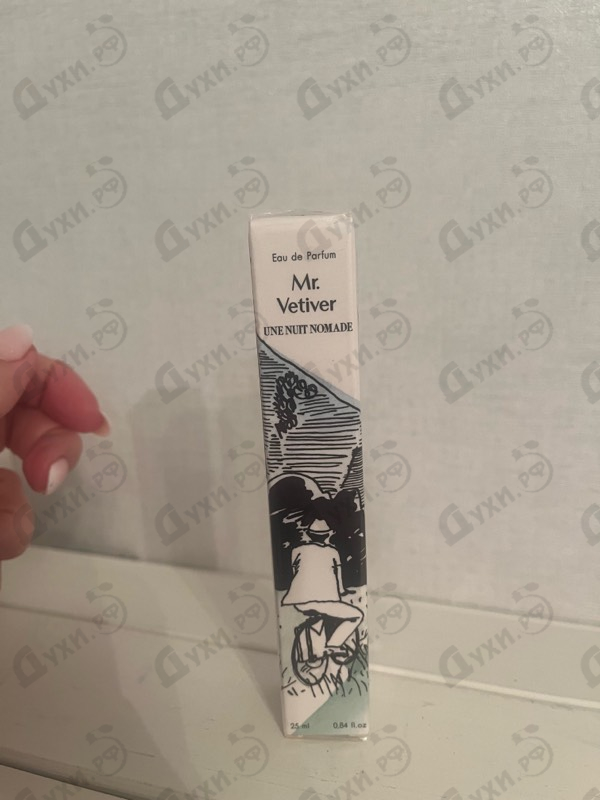 Eau de Parfum
Mr.
Vetiver
UNE NUIT NOMADE
25 ml 0.84 fl.oz
Духи.РФ